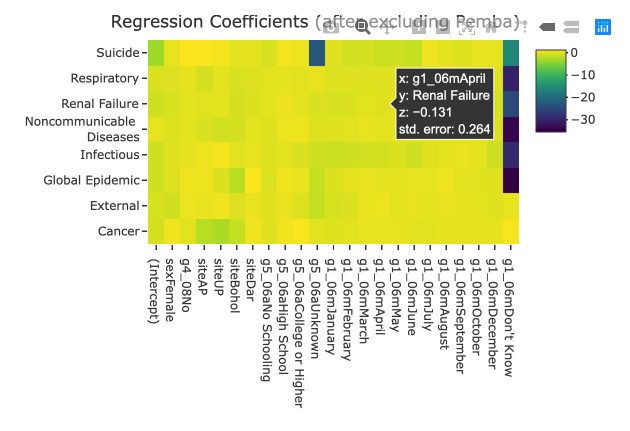 Regression Coefficients (after excluding Pemba)
Suicide
Respiratory
Renal Failure
Noncommunicable
Diseases
Infectious
Global Epidemic
External
Cancer
x: g1_06mApril
y: Renal Failure
z: −0.131
std. error: 0.264
0
−10
−20
−30
(Intercept)
sexFemale
g4_08No
siteAP
siteUP
siteBohol
siteDar
g5_06aNo Schooling
g5_06aHigh School
g5_06aCollege or Higher
g5_06aUnknown
g1_06mJanuary
g1_06mFebruary
g1_06mMarch
g1_06mApril
g1_06mMay
g1_06mJune
g1_06mJuly
g1_06mAugust
g1_06mSeptember
g1_06mOctober
g1_06mDecember
g1_06mDon't Know